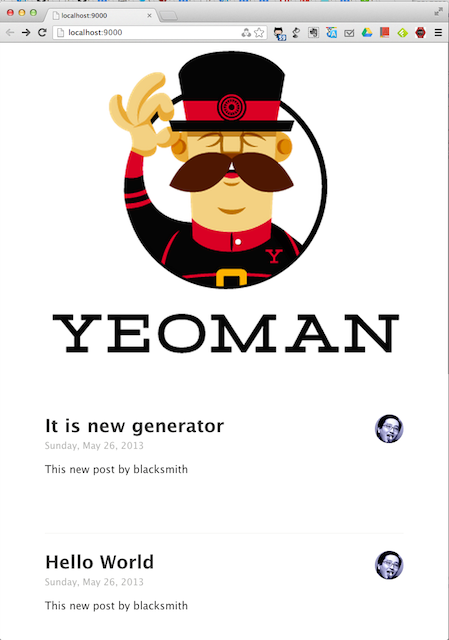 localhost:9000
localhost:9000
Y
YEOMAN
It is new generator
Sunday, May 26, 2013
This new post by blacksmith
Hello World
Sunday, May 26, 2013
This new post by blacksmith